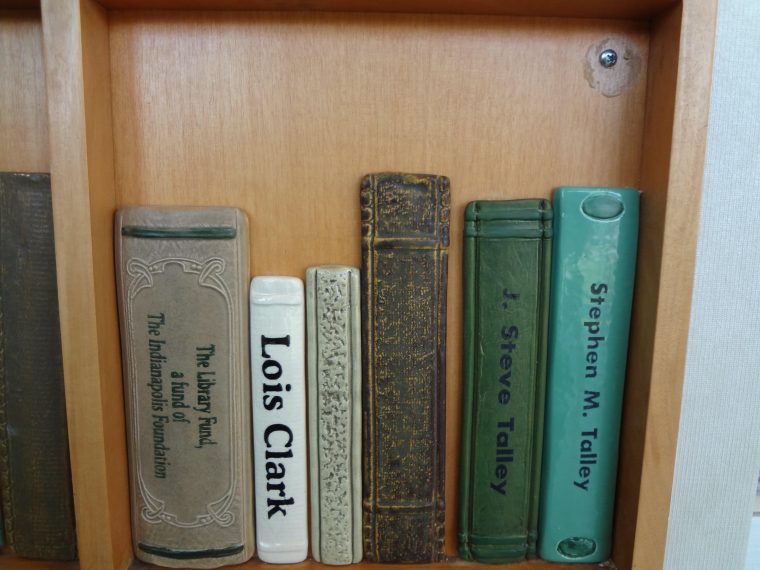 The Library Fund,
a fund of
The Indianapolis Foundation
Lois Clark
J. Steve Talley
Stephen M. Talley